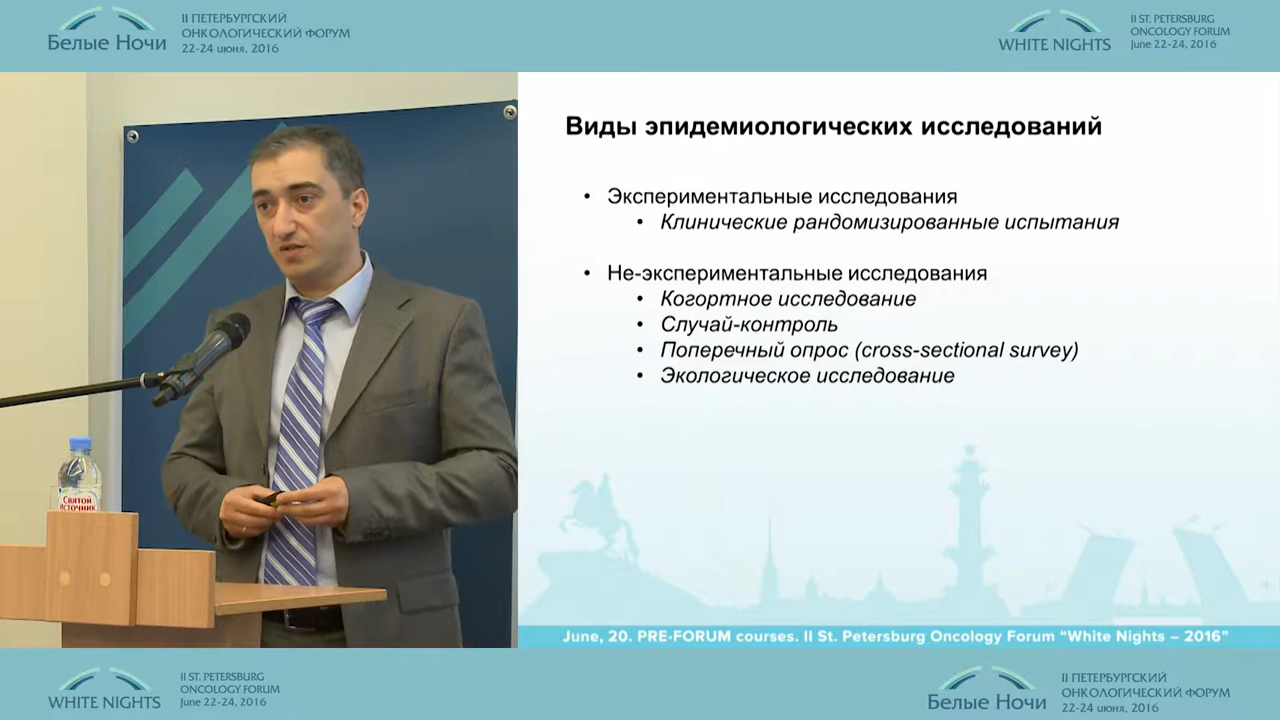 Белые Ночи
II ПЕТЕРБУРГСКИЙ
ОНКОЛОГИЧЕСКИЙ ФОРУМ
22-24 июня, 2016
WHITE NIGHTS
II ST. PETERSBURG
ONCOLOGY FORUM
June 22-24, 2016
Виды эпидемиологических исследований
• Экспериментальные исследования
• Клинические рандомизированные испытания
• Не-экспериментальные исследования
• Когортное исследование
• Случай-контроль
• Поперечный опрос (cross-sectional survey)
• Экологическое исследование
Святой
Источник
June, 20. PRE-FORUM courses. II St. Petersburg Oncology Forum “White Nights – 2016”
WHITE NIGHTS
II ST. PETERSBURG
ONCOLOGY FORUM
June 22-24, 2016
Белые Ночи
II ПЕТЕРБУРГСКИЙ
ОНКОЛОГИЧЕСКИЙ ФОРУМ
22-24 июня, 2016